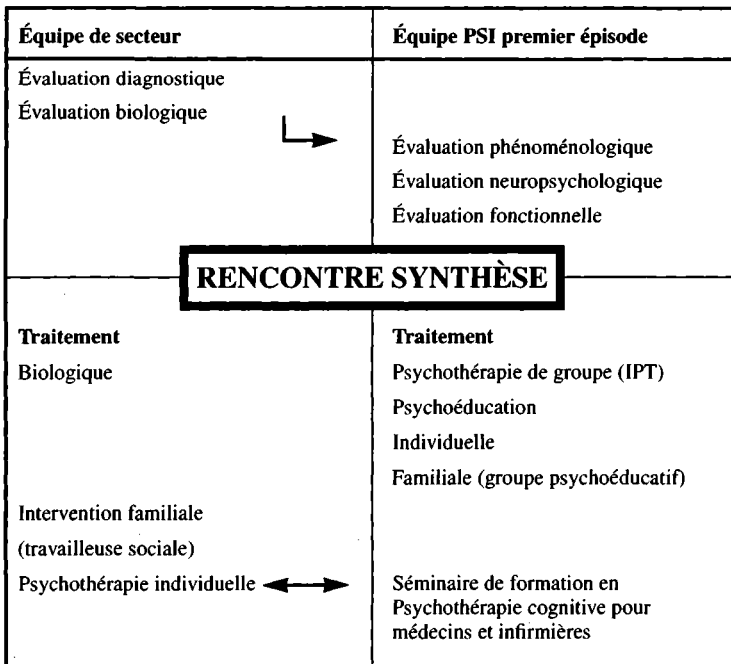 Équipe de secteur
Équipe PSI premier épisode
Évaluation diagnostique
Évaluation biologique
Évaluation phénoménologique
Évaluation neuropsychologique
Évaluation fonctionnelle
RENCONTRE SYNTHÈSE
Traitement
Biologique
Intervention familiale
(travailleuse sociale)
Psychothérapie individuelle
Traitement
Psychothérapie de groupe (IPT)
Psychoéducation
Individuelle
Familiale (groupe psychoéducatif)
Séminaire de formation en
Psychothérapie cognitive pour
médecins et infirmières